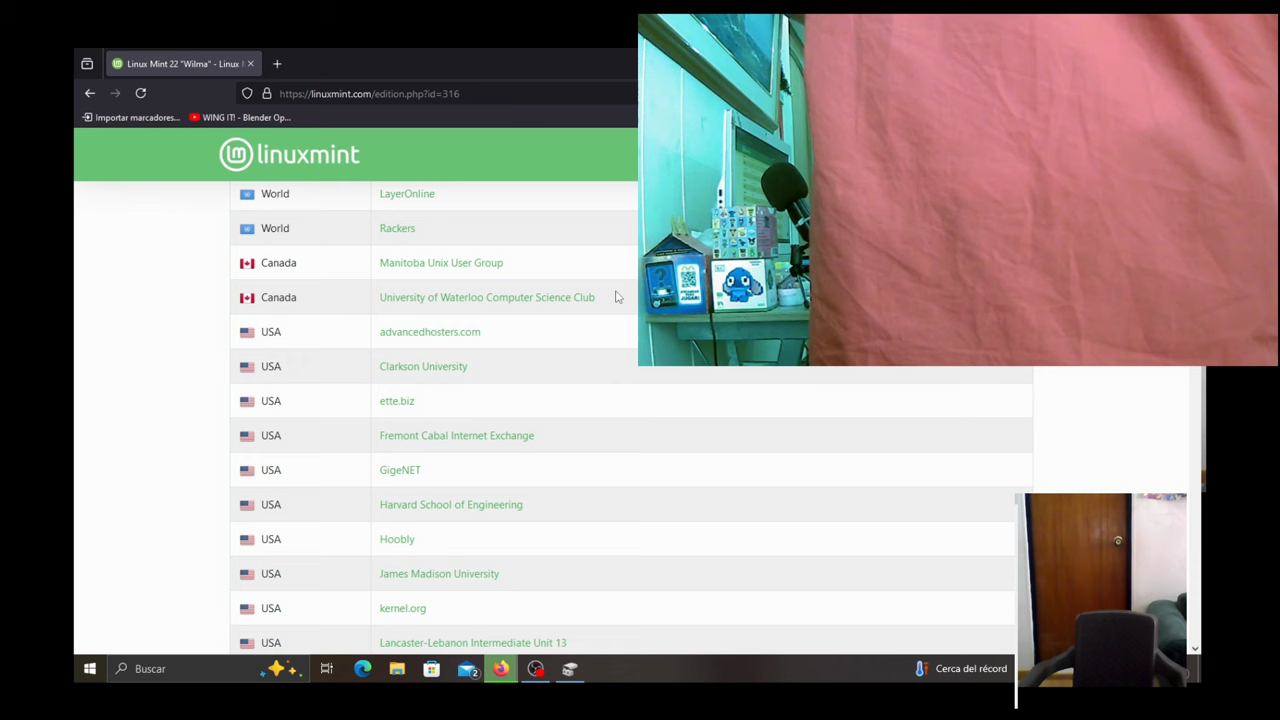 Linux Mint 22 "Wilma" - Linux
https://linuxmint.com/edition.php?id=316
Importar marcadores...
WING IT! - Blender Op...
linuxmint
World LayerOnline
World Rackers
Canada Manitoba Unix User Group
Canada University of Waterloo Computer Science Club
USA advancedhosters.com
USA Clarkson University
USA ette.biz
USA Fremont Cabal Internet Exchange
USA GigeNET
USA Harvard School of Engineering
USA Hoobly
USA James Madison University
USA kernel.org
USA Lancaster-Lebanon Intermediate Unit 13
Buscar
2
Cerca del récord